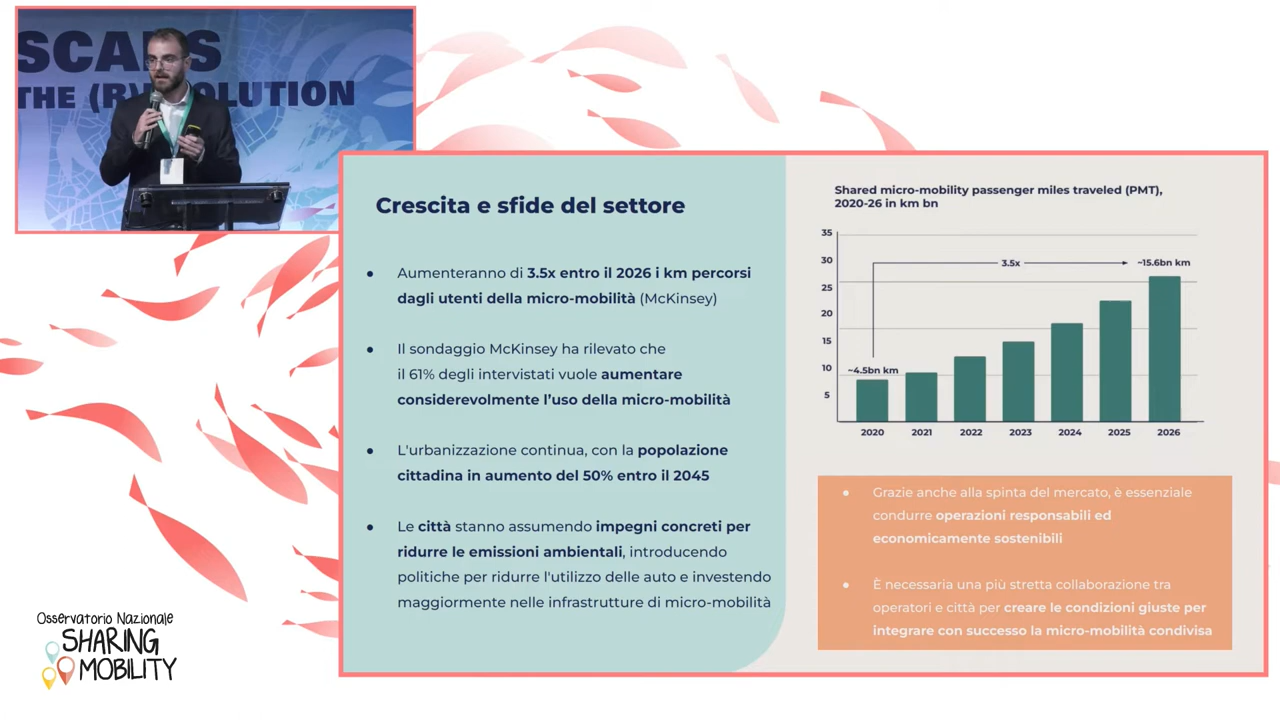 SCALS
THE (RV)OLUTION
Crescita e sfide del settore
● Aumenteranno di 3.5x entro il 2026 i km percorsi
dagli utenti della micro-mobilità (McKinsey)
● Il sondaggio McKinsey ha rilevato che
il 61% degli intervistati vuole aumentare
considerevolmente l'uso della micro-mobilità
● L'urbanizzazione continua, con la popolazione
cittadina in aumento del 50% entro il 2045
● Le città stanno assumendo impegni concreti per
ridurre le emissioni ambientali, introducendo
politiche per ridurre l'utilizzo delle auto e investendo
maggiormente nelle infrastrutture di micro-mobilità
Shared micro-mobility passenger miles traveled (PMT),
2020-26 in km bn
35
30
25
20
15
10
5
3.5x
~15.6bn km
~4.5bn km
2020 2021 2022 2023 2024 2025 2026
● Grazie anche alla spinta del mercato, è essenziale
condurre operazioni responsabili ed
economicamente sostenibili
● È necessaria una più stretta collaborazione tra
operatori e città per creare le condizioni giuste per
integrare con successo la micro-mobilità condivisa
Osservatorio Nazionale
SHARING
MOBILITY